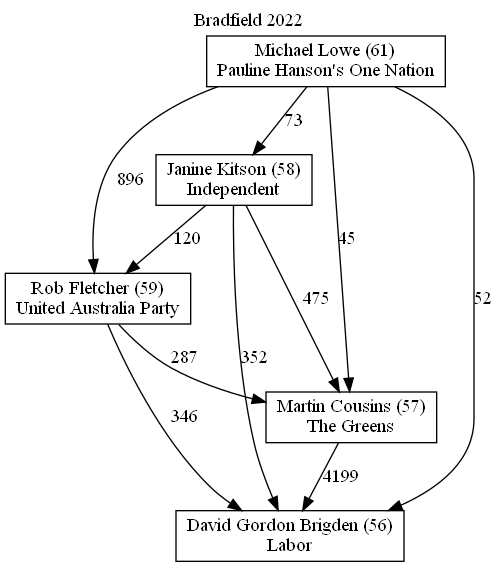 Bradfield 2022
Michael Lowe (61)
Pauline Hanson's One Nation
73
Janine Kitson (58)
Independent
896
120
45
Rob Fletcher (59)
United Australia Party
475
52
287
352
346
Martin Cousins (57)
The Greens
4199
David Gordon Brigden (56)
Labor